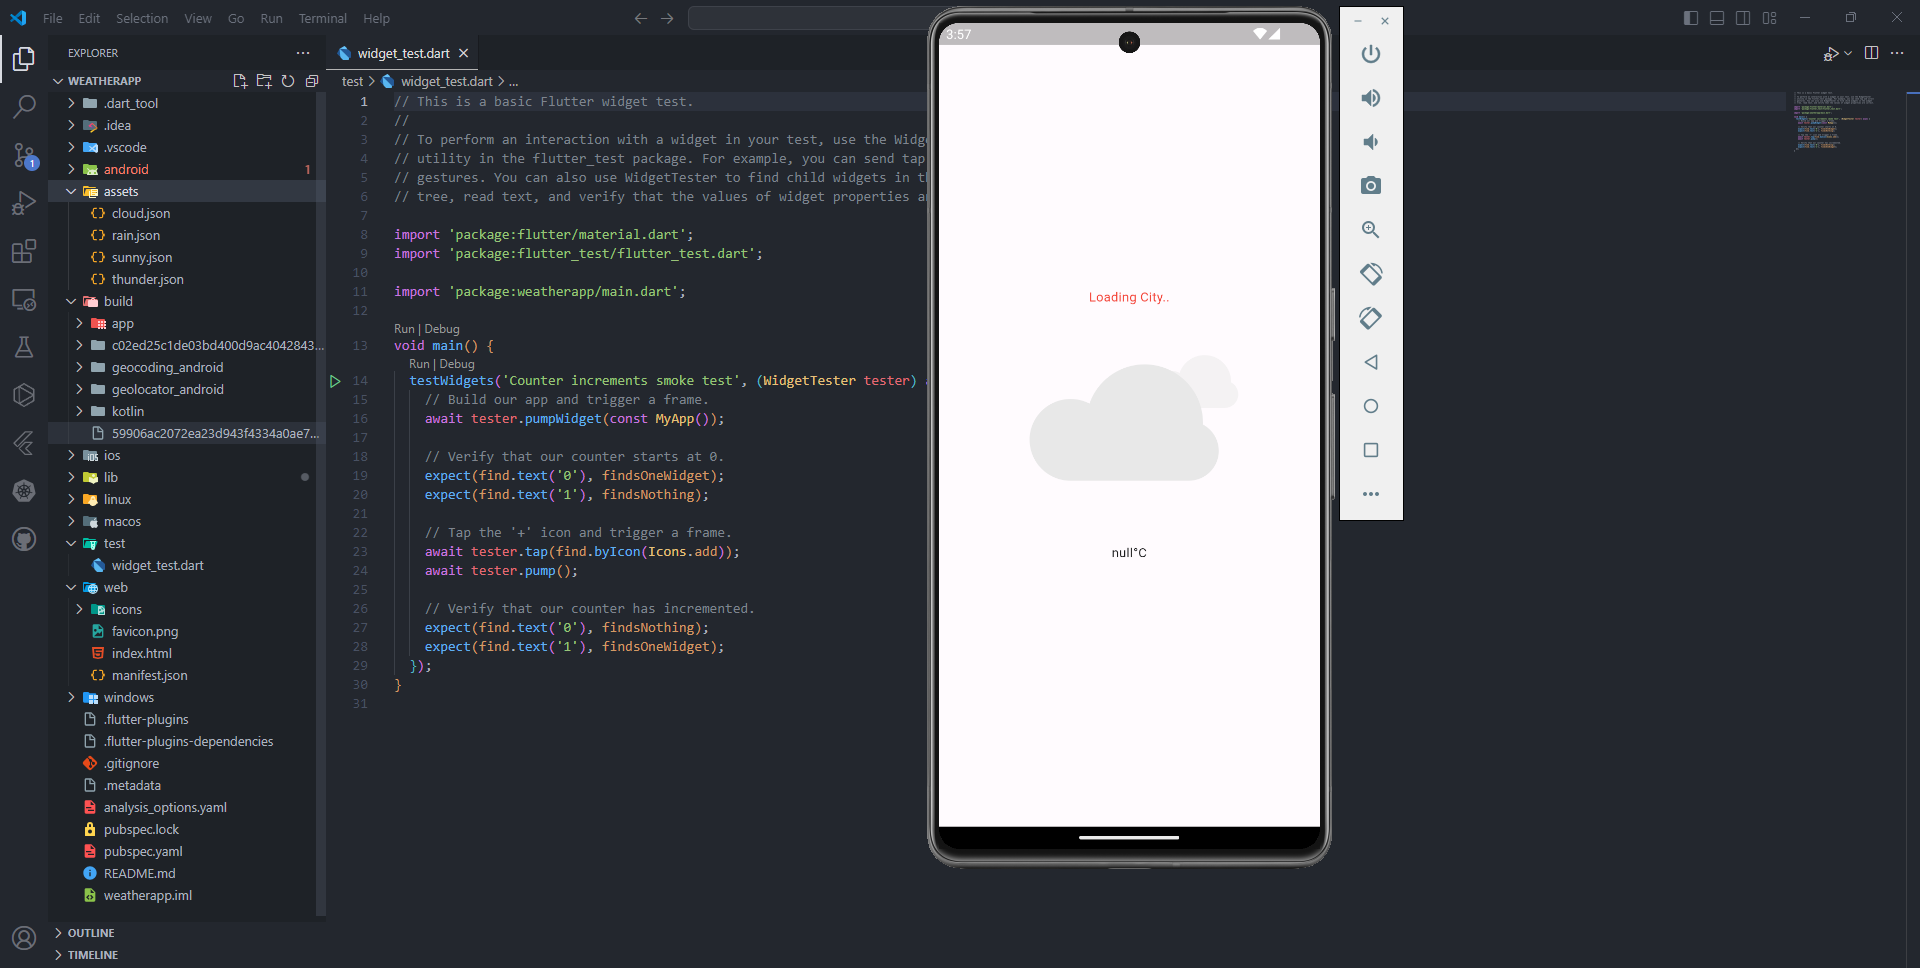 File Edit Selection View Go Run Terminal Help
EXPLORER
WEATHERAPP
.dart_tool
.idea
.vscode
android 1
assets
cloud.json
rain.json
sunny.json
thunder.json
build
app
c02ed25c1de03bd400d9ac4042843...
geocoding_android
geolocator_android
kotlin
59906ac2072ea23d943f4334a0ae7...
ios
lib
linux
macos
test
widget_test.dart
web
icons
favicon.png
index.html
manifest.json
windows
.flutter-plugins
.flutter-plugins-dependencies
.gitignore
.metadata
analysis_options.yaml
pubspec.lock
pubspec.yaml
README.md
weatherapp.iml
OUTLINE
TIMELINE
1
widget_test.dart
test > widget_test.dart > ...
1 // This is a basic Flutter widget test.
2 //
3 // To perform an interaction with a widget in your test, use the Widg
4 // utility in the flutter_test package. For example, you can send tap
5 // gestures. You can also use WidgetTester to find child widgets in t
6 // tree, read text, and verify that the values of widget properties a
7
8 import 'package:flutter/material.dart';
9 import 'package:flutter_test/flutter_test.dart';
10
11 import 'package:weatherapp/main.dart';
12
Run | Debug
13 void main() {
Run | Debug
14 testWidgets('Counter increments smoke test', (WidgetTester tester)
15 // Build our app and trigger a frame.
16 await tester.pumpWidget(const MyApp());
17
18 // Verify that our counter starts at 0.
19 expect(find.text('0'), findsOneWidget);
20 expect(find.text('1'), findsNothing);
21
22 // Tap the '+' icon and trigger a frame.
23 await tester.tap(find.byIcon(Icons.add));
24 await tester.pump();
25
26 // Verify that our counter has incremented.
27 expect(find.text('0'), findsNothing);
28 expect(find.text('1'), findsOneWidget);
29 });
30 }
31
3:57
Loading City..
null°C